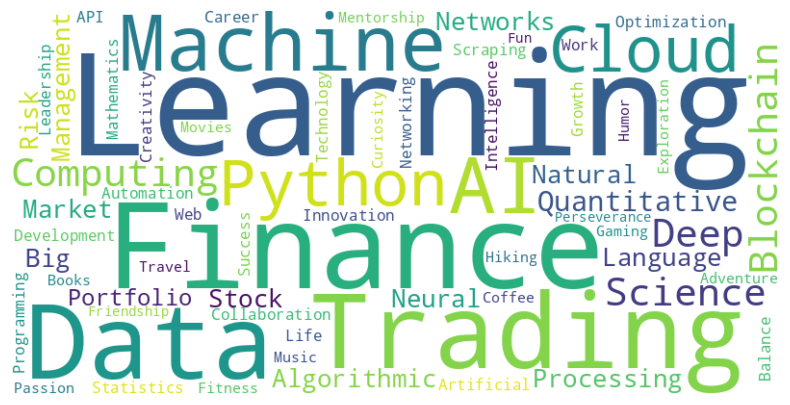 API
Career
Mentorship
Networks
Optimization
Machine
Cloud
Fun
Work
Scraping
Risk
Leadership
Management
Mathematics
Creativity
Learning
Movies
Technology
Curiosity
Networking
Intelligence
Growth
Humor
Exploration
Blockchain
Computing
Python
AI
Natural
Automation
Quantitative
Market
Web
Innovation
Perseverance
Development
Finance
Success
Gaming
Deep
Big
Travel
Hiking
Language
Books
Adventure
Programming
Portfolio
Stock
Neural
Coffee
Science
Friendship
Collaboration
Data
Trading
Life
Music
Balance
Passion
Statistics
Fitness
Algorithmic
Artificial
Processing